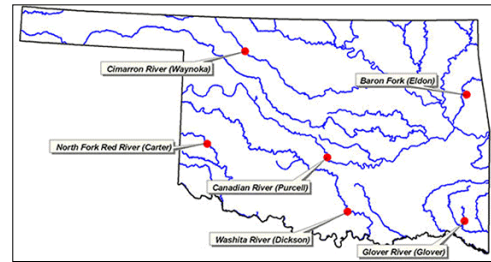 Cimarron River (Waynoka)
Baron Fork (Eldon)
North Fork Red River (Carter)
Canadian River (Purcell)
Washita River (Dickson)
Glover River (Glover)